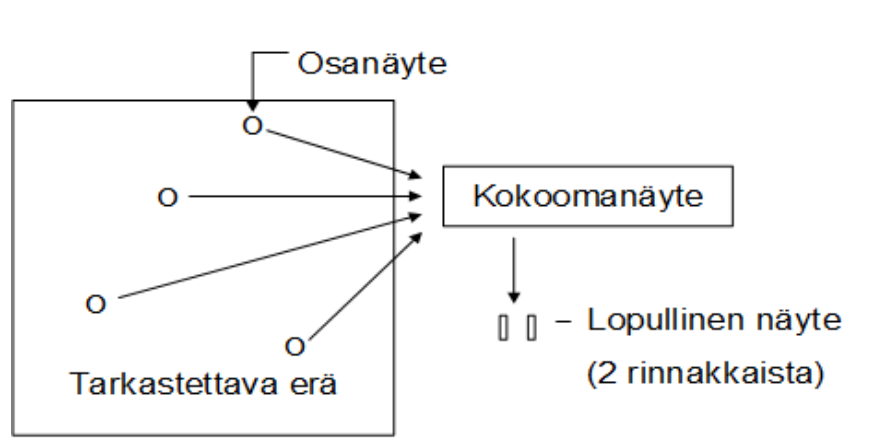 Osanäyte
Kokoomanäyte
– Lopullinen näyte
(2 rinnakkaista)
Tarkastettava erä